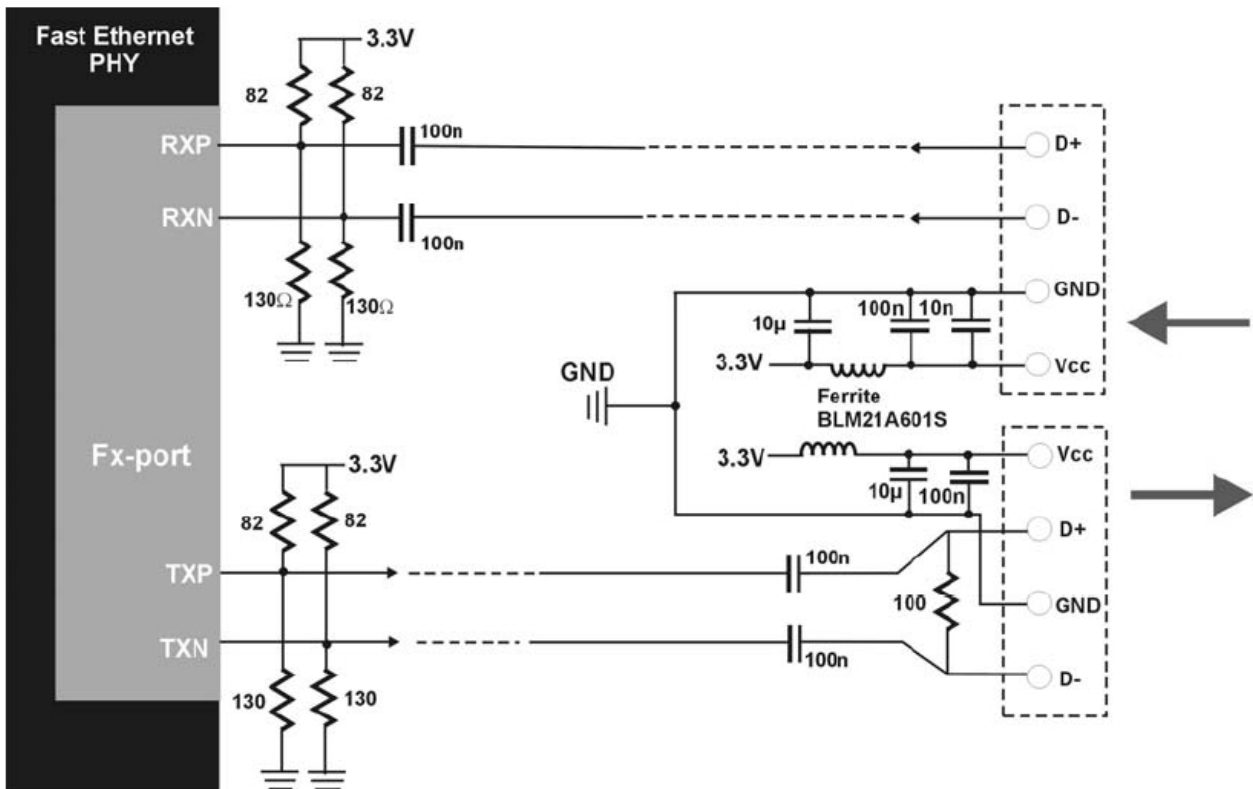 Fast Ethernet
PHY
3.3V
82
82
RXP
100n
D+
RXN
100n
D-
130Ω
130Ω
GND
10µ
100n
10n
3.3V
Vcc
GND
Ferrite
BLM21A601S
Fx-port
3.3V
3.3V
Vcc
10µ
100n
82
82
D+
TXP
100n
100
GND
TXN
100n
D-
130
130